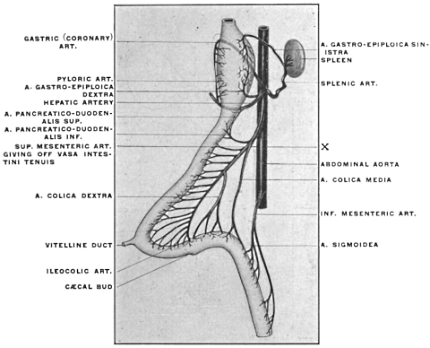 GASTRIC (CORONARY)
ART.
PYLORIC ART.
A. GASTRO-EPIPLOICA
DEXTRA
HEPATIC ARTERY
A. PANCREATICO-DUODEN-
ALIS SUP.
A. PANCREATICO-DUODEN-
ALIS INF.
SUP. MESENTERIC ART.
GIVING OFF VASA INTES-
TINI TENUIS
A. COLICA DEXTRA
VITELLINE DUCT
ILEOCOLIC ART.
CÆCAL BUD
A. GASTRO-EPIPLOICA SIN-
ISTRA
SPLEEN
SPLENIC ART.
X
ABDOMINAL AORTA
A. COLICA MEDIA
INF. MESENTERIC ART.
A. SIGMOIDEA